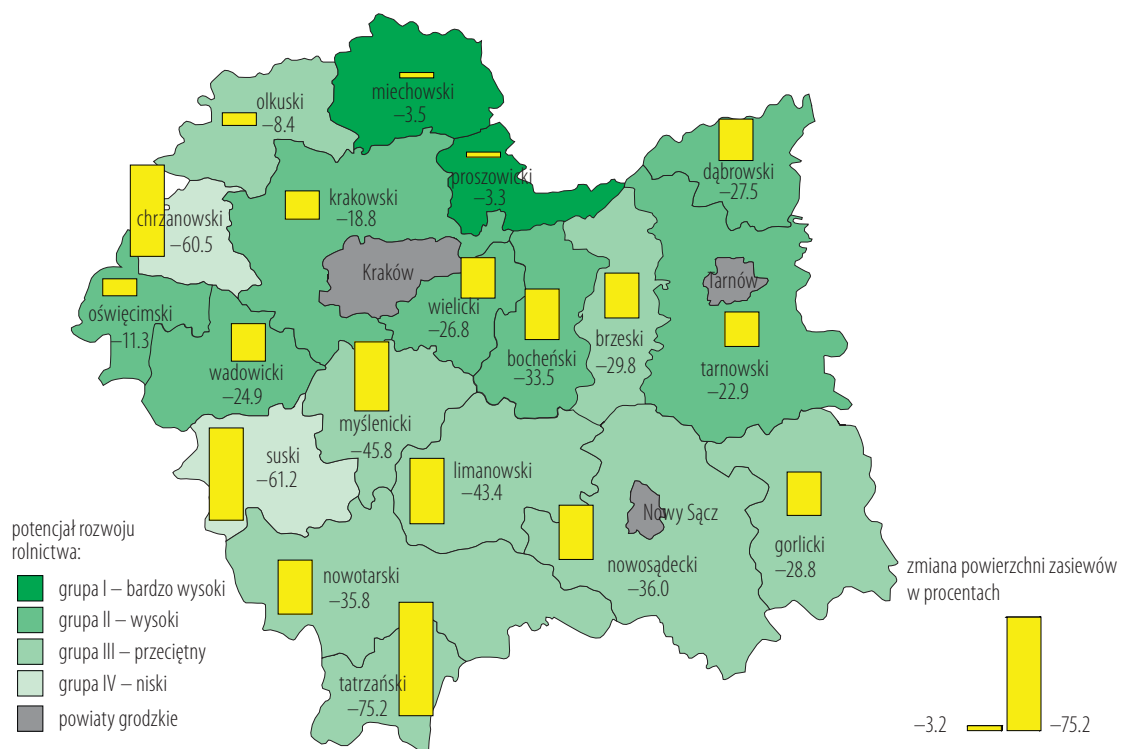 miechowski
−3.5
olkuski
−8.4
proszowicki
−3.3
dąbrowski
−27.5
krakowski
−18.8
chrzanowski
−60.5
Kraków
Tarnów
oświęcimski
−11.3
wielicki
−26.8
bocheński
−33.5
brzeski
−29.8
tarnowski
−22.9
wadowicki
−24.9
myślenicki
−45.8
suski
−61.2
limanowski
−43.4
Nowy Sącz
nowosądecki
−36.0
gorlicki
−28.8
nowotarski
−35.8
tatrzański
−75.2
potencjał rozwoju
rolnictwa:
grupa I – bardzo wysoki
grupa II – wysoki
grupa III – przeciętny
grupa IV – niski
powiaty grodzkie
zmiana powierzchni zasiewów
w procentach
−3.2
−75.2